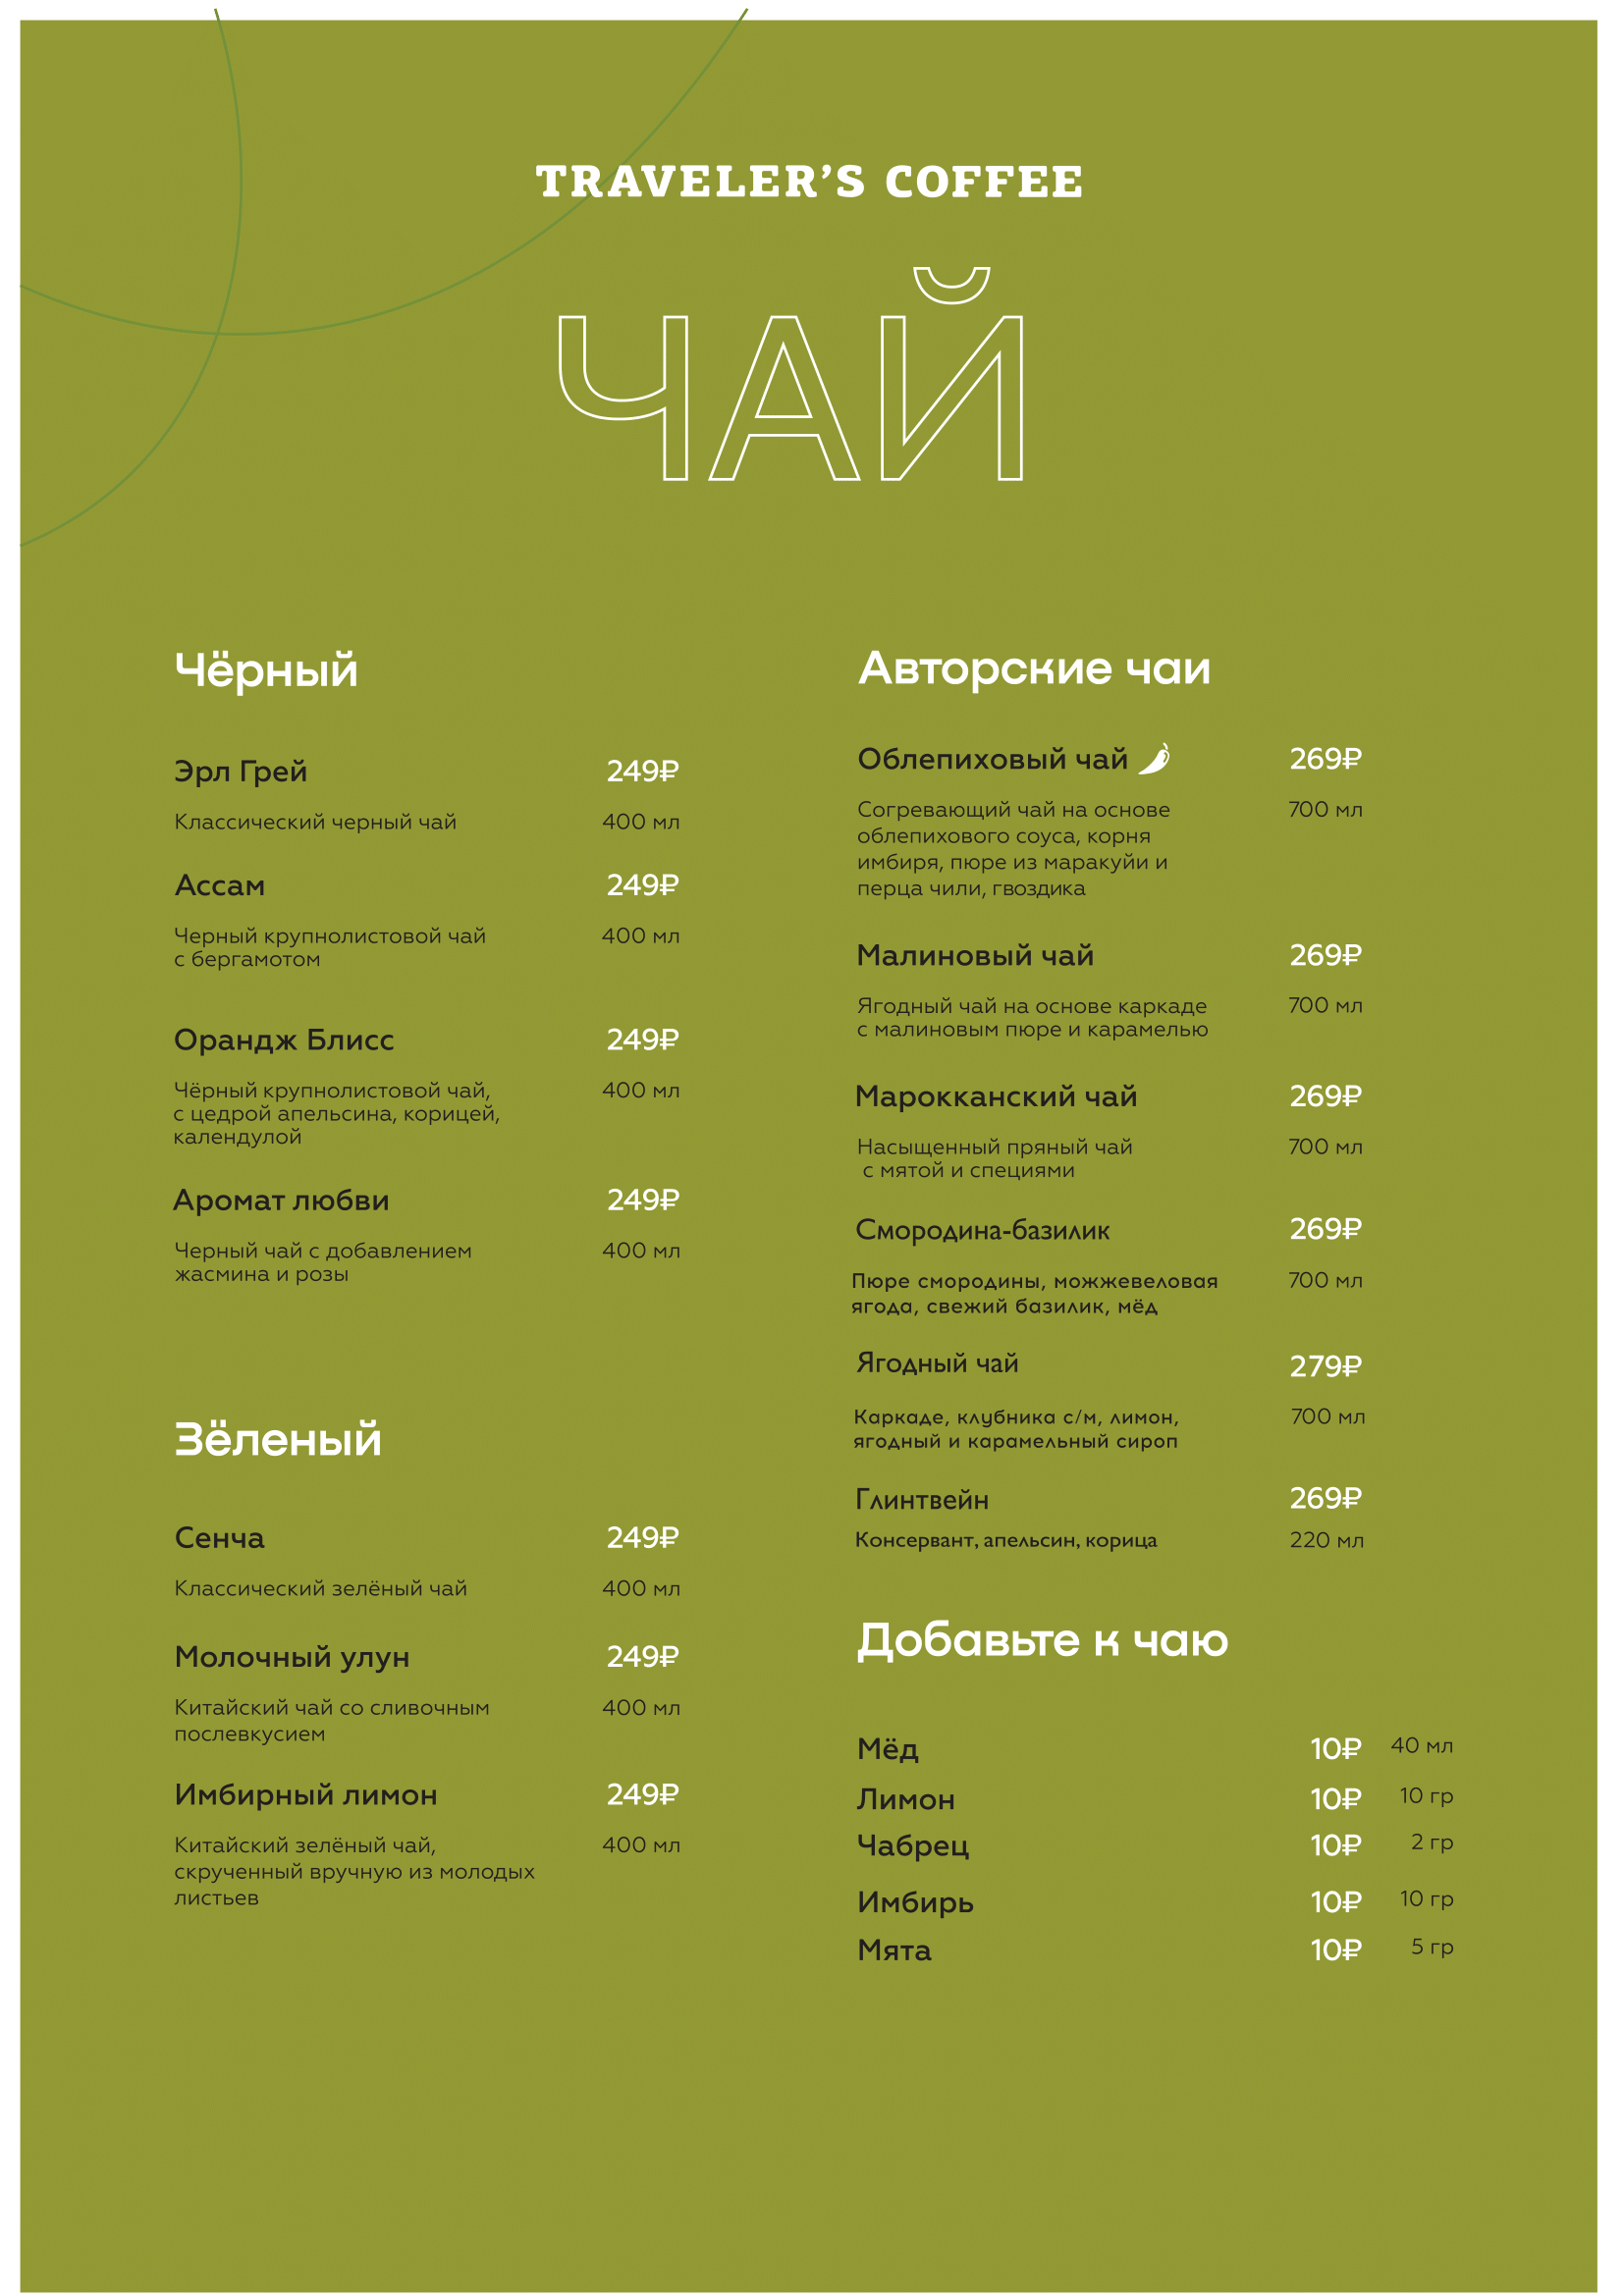 TRAVELER’S COFFEE
ЧАЙ
Чёрный
Эрл Грей 249₽
Классический черный чай 400 мл
Ассам 249₽
Черный крупнолистовой чай 400 мл
с бергамотом
Орандж Блисс 249₽
Чёрный крупнолистовой чай, 400 мл
с цедрой апельсина, корицей,
календулой
Аромат любви 249₽
Черный чай с добавлением 400 мл
жасмина и розы
Зёленый
Сенча 249₽
Классический зелёный чай 400 мл
Молочный улун 249₽
Китайский чай со сливочным 400 мл
послевкусием
Имбирный лимон 249₽
Китайский зелёный чай, 400 мл
скрученный вручную из молодых
листьев
Авторские чаи
Облепиховый чай 269₽
Согревающий чай на основе 700 мл
облепихового соуса, корня
имбиря, пюре из маракуйи и
перца чили, гвоздика
Малиновый чай 269₽
Ягодный чай на основе каркаде 700 мл
с малиновым пюре и карамелью
Марокканский чай 269₽
Насыщенный пряный чай 700 мл
с мятой и специями
Смородина-базилик 269₽
Пюре смородины, можжевеловая 700 мл
ягода, свежий базилик, мёд
Ягодный чай 279₽
Каркаде, клубника с/м, лимон, 700 мл
ягодный и карамельный сироп
Глинтвейн 269₽
Консервант, апельсин, корица 220 мл
Добавьте к чаю
Мёд 10₽ 40 мл
Лимон 10₽ 10 гр
Чабрец 10₽ 2 гр
Имбирь 10₽ 10 гр
Мята 10₽ 5 гр